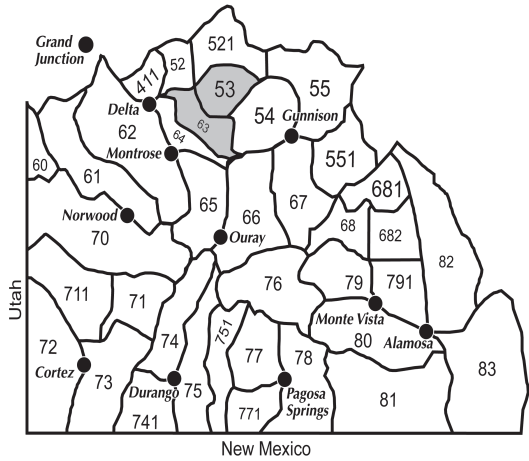 Grand
Junction
521
52
411
53
55
Delta
54
Gunnison
62
63
64
Montrose
551
60
61
681
65
67
Norwood
66
68
70
Ouray
682
82
76
79
791
711
71
Utah
Monte Vista
751
74
80
Alamosa
72
77
78
Cortez
83
73
Durango
75
Pagosa
Springs
81
771
741
New Mexico